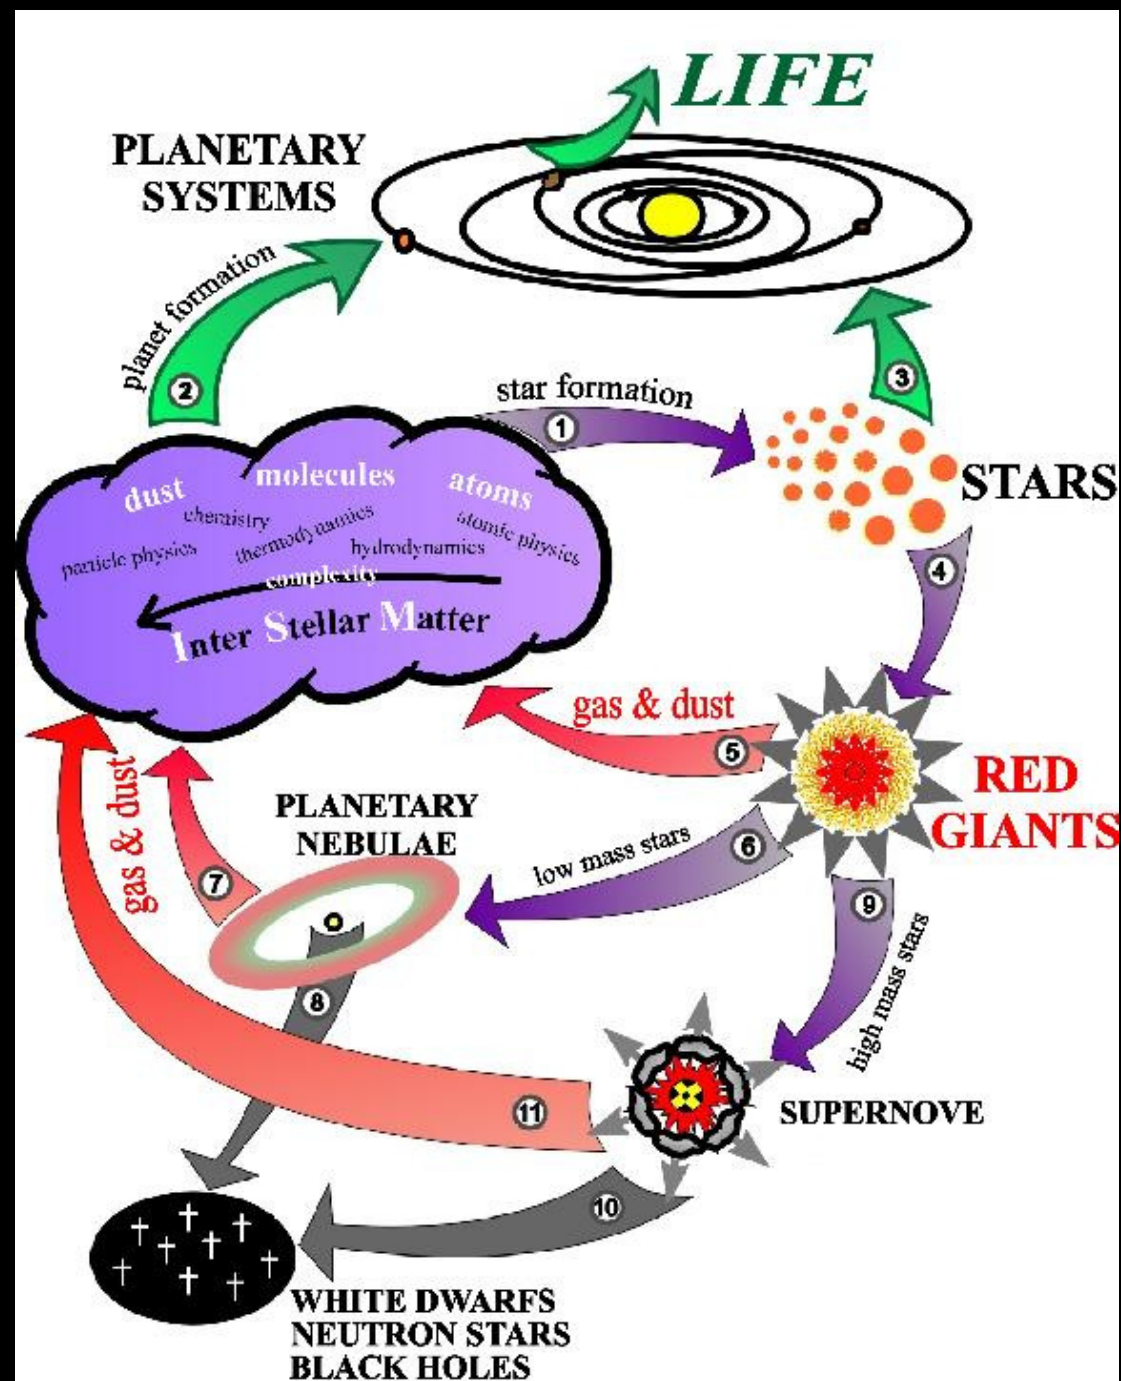 LIFE
PLANETARY
SYSTEMS
planet formation
2
3
star formation
1
STARS
dust
molecules
atoms
chemistry
thermodynamics
atomic physics
particle physics
hydrodynamics
complexity
Inter Stellar Matter
4
gas & dust
5
RED
GIANTS
gas & dust
PLANETARY
NEBULAE
low mass stars
6
7
9
high mass stars
8
11
SUPERNOVE
10
WHITE DWARFS
NEUTRON STARS
BLACK HOLES